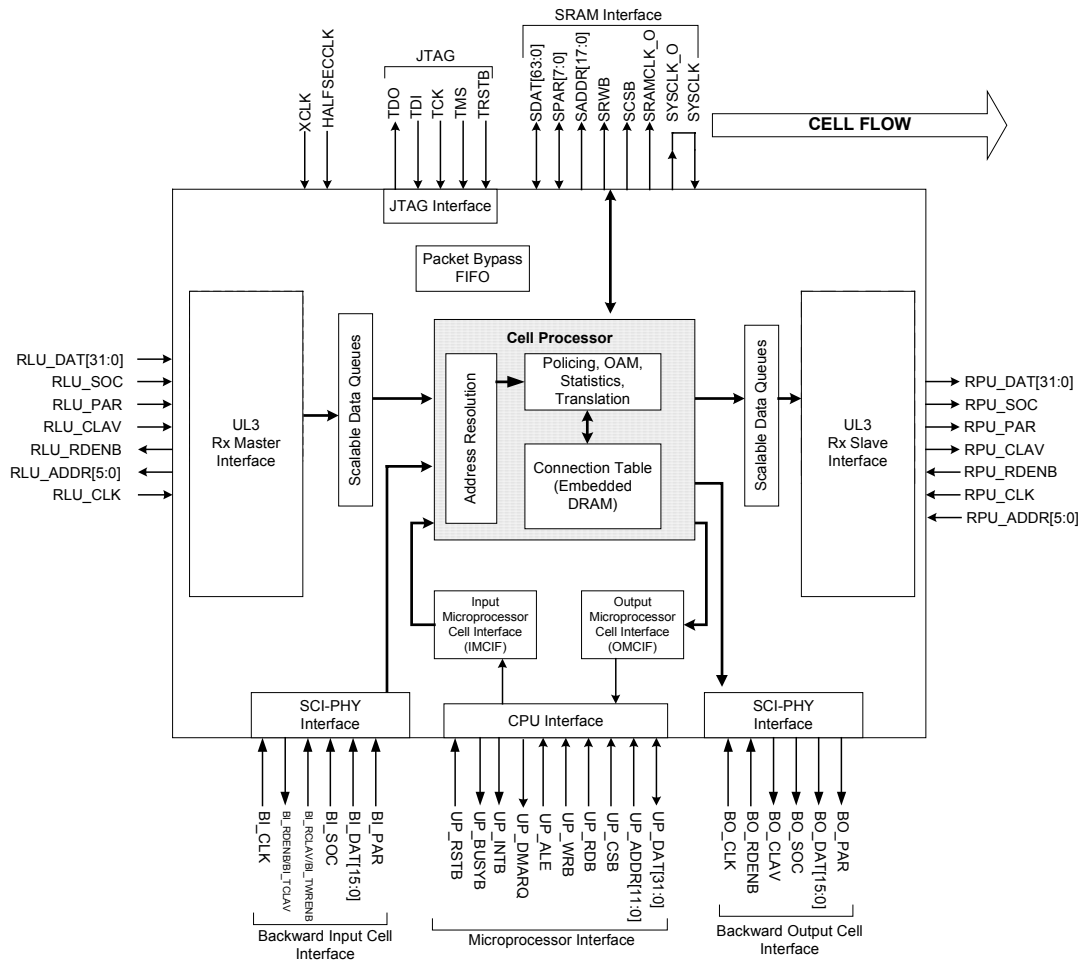 SRAM Interface
JTAG
XCLK
HALFSECCLK
TDO
TDI
TCK
TMS
TRSTB
SDAT[63:0]
SPAR[7:0]
SADDR[17:0]
SRWB
SCSB
SRAMCLK_O
SYSCLK_O
SYSCLK
CELL FLOW
JTAG Interface
Packet Bypass
FIFO
RLU_DAT[31:0]
RLU_SOC
RLU_PAR
RLU_CLAV
RLU_RDENB
RLU_ADDR[5:0]
RLU_CLK
UL3
Rx Master
Interface
Scalable Data Queues
Cell Processor
Address Resolution
Policing, OAM,
Statistics,
Translation
Connection Table
(Embedded
DRAM)
Scalable Data Queues
UL3
Rx Slave
Interface
RPU_DAT[31:0]
RPU_SOC
RPU_PAR
RPU_CLAV
RPU_RDENB
RPU_CLK
RPU_ADDR[5:0]
Input
Microprocessor
Cell Interface
(IMCIF)
Output
Microprocessor
Cell Interface
(OMCIF)
SCI-PHY
Interface
CPU Interface
SCI-PHY
Interface
BI_CLK
BI_RDENB/BI_TCLAV
BI_RCLAV/BI_TWRENB
BI_SOC
BI_DAT[15:0]
BI_PAR
UP_RSTB
UP_BUSYB
UP_INTB
UP_DMARQ
UP_ALE
UP_WRB
UP_RDB
UP_CSB
UP_ADDR[11:0]
UP_DAT[31:0]
BO_CLK
BO_RDENB
BO_CLAV
BO_SOC
BO_DAT[15:0]
BO_PAR
Backward Input Cell
Interface
Microprocessor Interface
Backward Output Cell
Interface